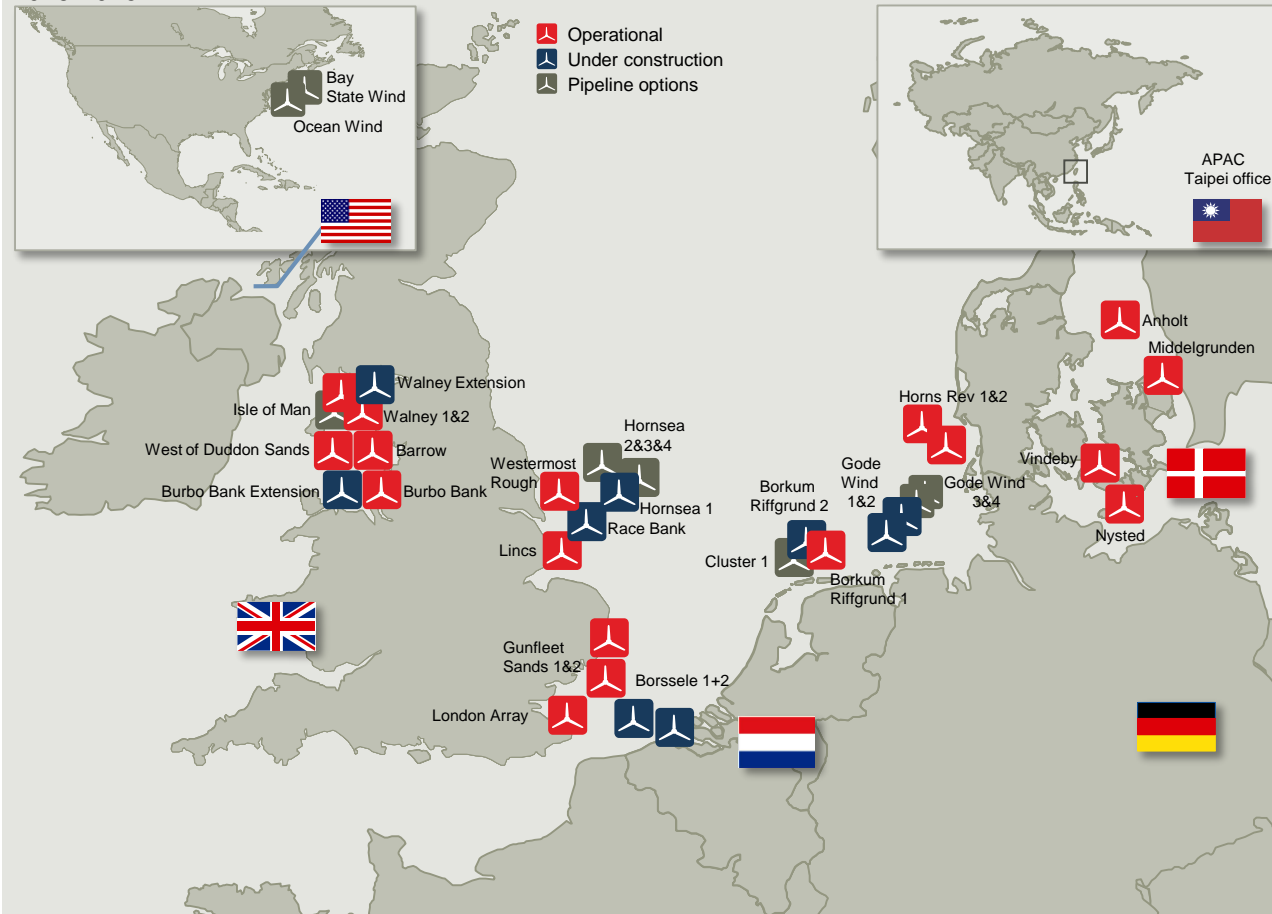 Operational
Under construction
Pipeline options
Bay
State Wind
Ocean Wind
APAC
Taipei office
Anholt
Middelgrunden
Walney Extension
Isle of Man
Walney 1&2
Horns Rev 1&2
West of Duddon Sands
Barrow
Hornsea
2&3&4
Westermost
Rough
Vindeby
Gode
Wind
1&2
Gode Wind
3&4
Burbo Bank Extension
Burbo Bank
Borkum
Riffgrund 2
Hornsea 1
Race Bank
Nysted
Lincs
Cluster 1
Borkum
Riffgrund 1
Gunfleet
Sands 1&2
Borssele 1+2
London Array